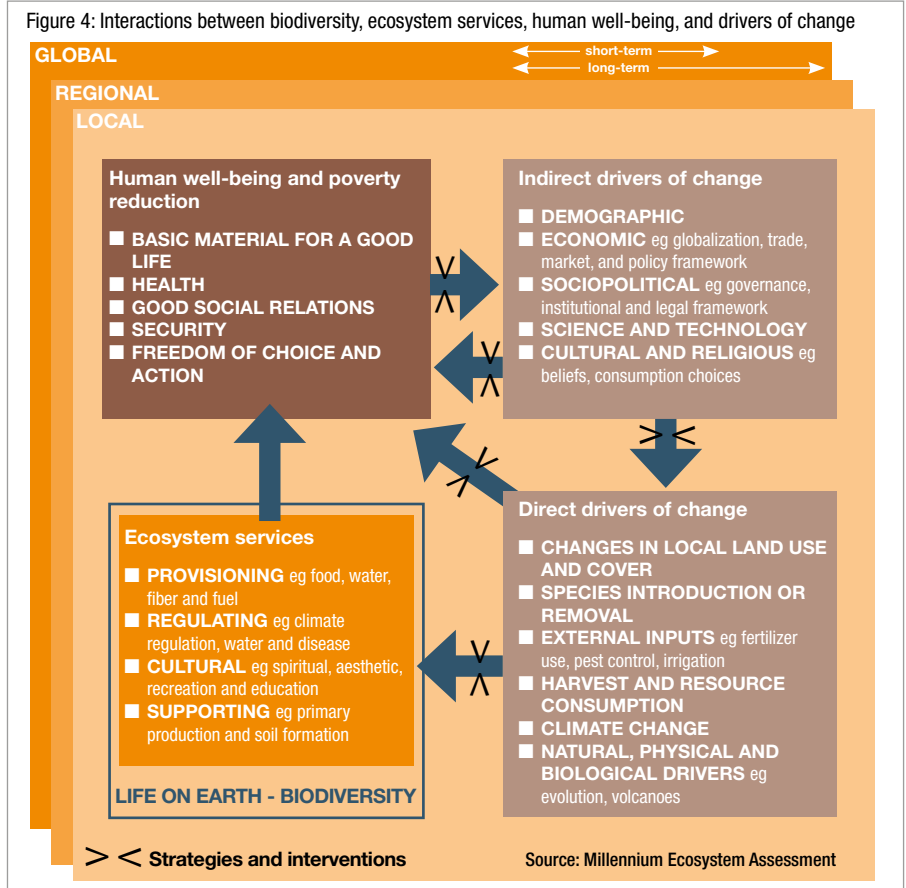 Figure 4: Interactions between biodiversity, ecosystem services, human well-being, and drivers of change
GLOBAL
short-term
long-term
REGIONAL
LOCAL
Human well-being and poverty
reduction
■ BASIC MATERIAL FOR A GOOD
LIFE
■ HEALTH
■ GOOD SOCIAL RELATIONS
■ SECURITY
■ FREEDOM OF CHOICE AND
ACTION
Indirect drivers of change
■ DEMOGRAPHIC
■ ECONOMIC eg globalization, trade,
market, and policy framework
■ SOCIOPOLITICAL eg governance,
institutional and legal framework
■ SCIENCE AND TECHNOLOGY
■ CULTURAL AND RELIGIOUS eg
beliefs, consumption choices
Ecosystem services
■ PROVISIONING eg food, water,
fiber and fuel
■ REGULATING eg climate
regulation, water and disease
■ CULTURAL eg spiritual, aesthetic,
recreation and education
■ SUPPORTING eg primary
production and soil formation
LIFE ON EARTH - BIODIVERSITY
Direct drivers of change
■ CHANGES IN LOCAL LAND USE
AND COVER
■ SPECIES INTRODUCTION OR
REMOVAL
■ EXTERNAL INPUTS eg fertilizer
use, pest control, irrigation
■ HARVEST AND RESOURCE
CONSUMPTION
■ CLIMATE CHANGE
■ NATURAL, PHYSICAL AND
BIOLOGICAL DRIVERS eg
evolution, volcanoes
> < Strategies and interventions
Source: Millennium Ecosystem Assessment